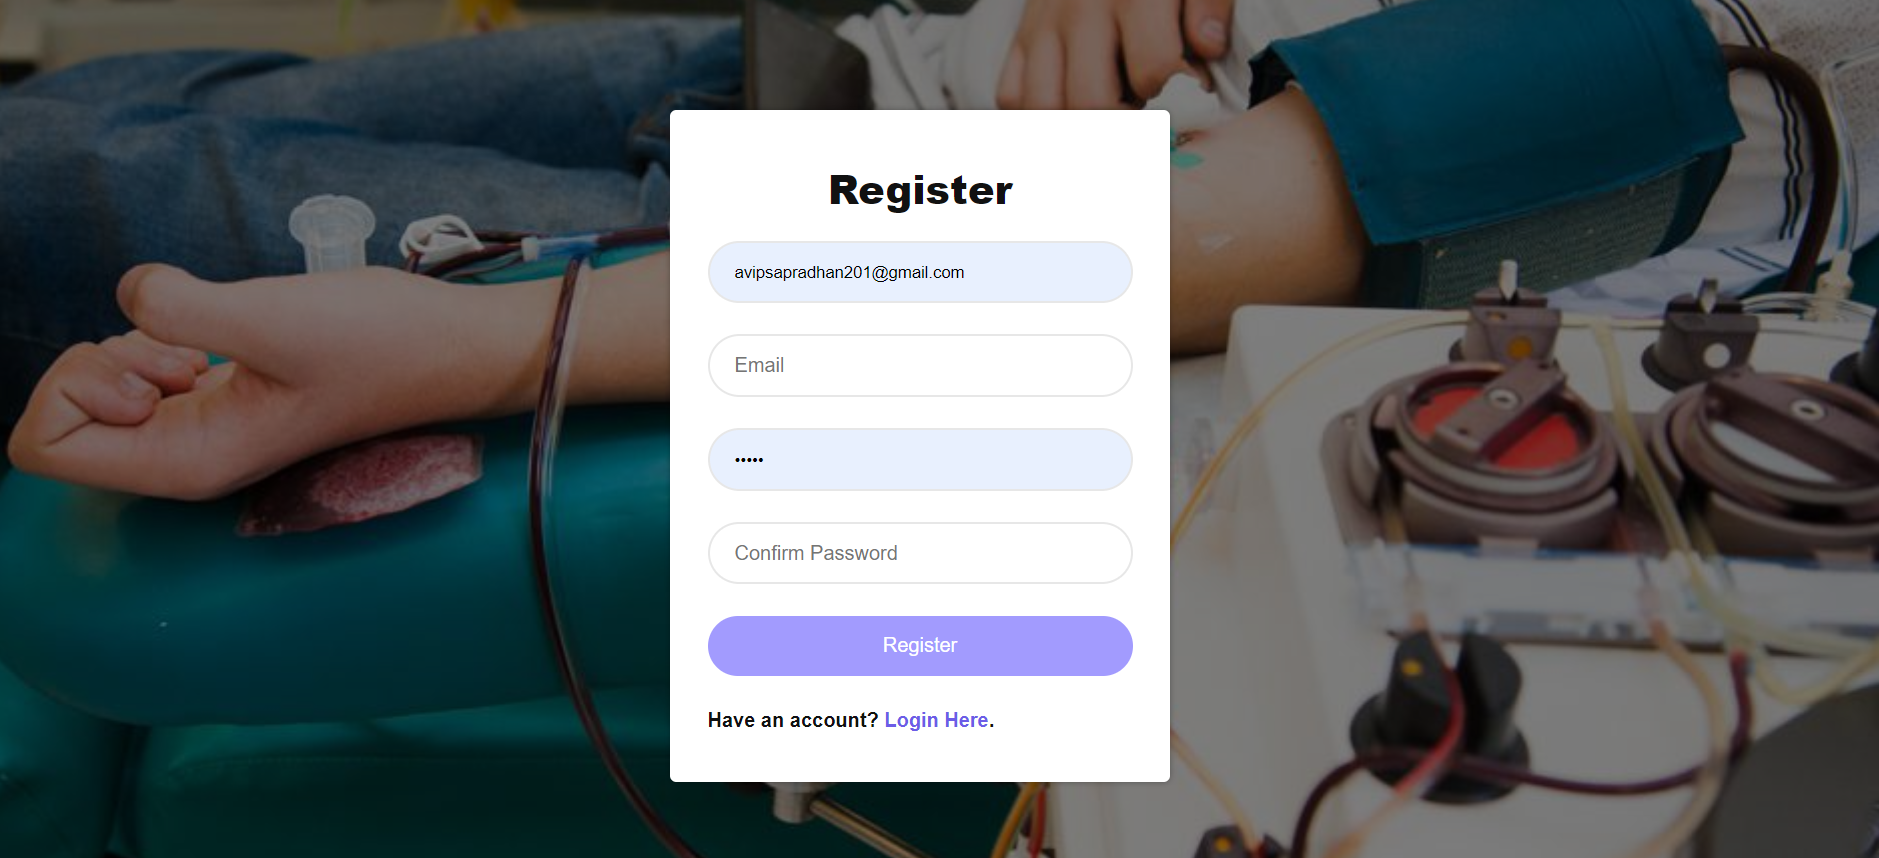 Register
avipsapradhan201@gmail.com
Email
•••••
Confirm Password
Register
Have an account? Login Here.